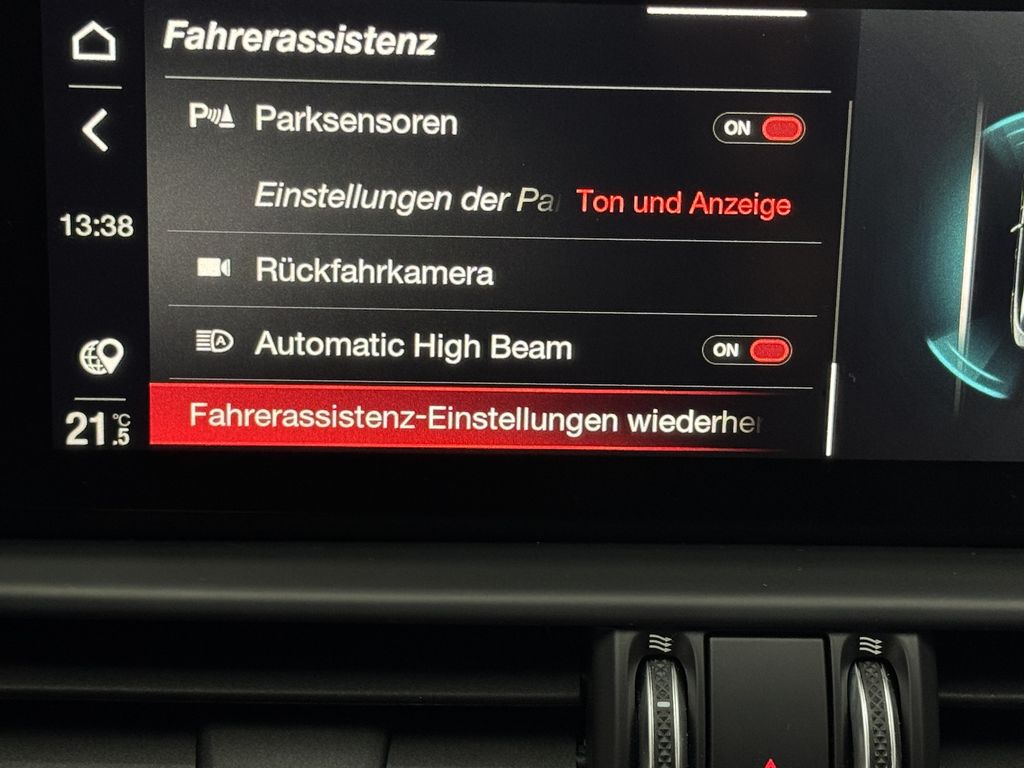 Fahrerassistenz
Parksensoren ON
Einstellungen der Pa Ton und Anzeige
13:38
Rückfahrkamera
Automatic High Beam ON
Fahrerassistenz-Einstellungen wiederher
21.5 °C